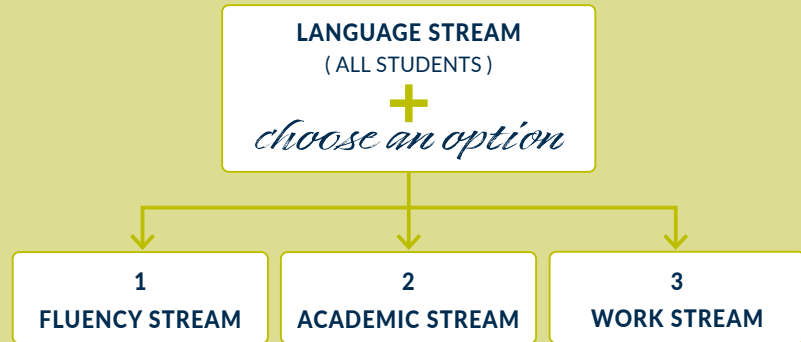 LANGUAGE STREAM
( ALL STUDENTS )
+
choose an option
1
FLUENCY STREAM
2
ACADEMIC STREAM
3
WORK STREAM